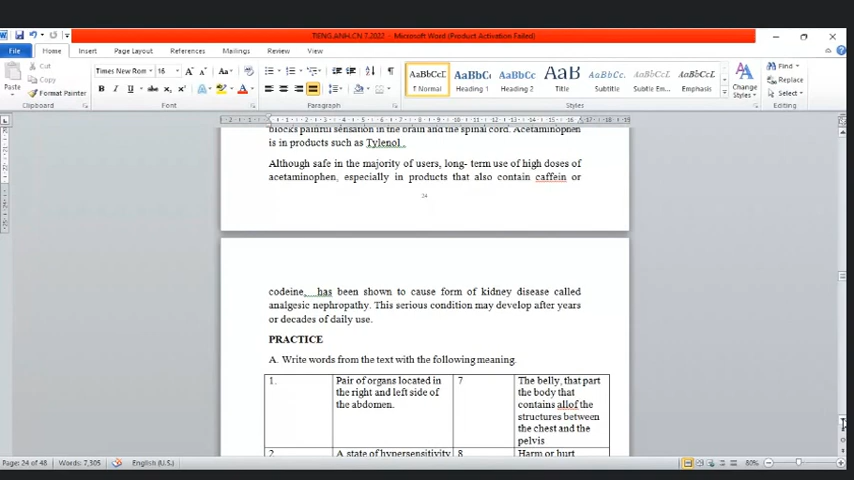 TIENG.ANH.CN 7.2022 - Microsoft Word (Product Activation Failed)
File Home Insert Page Layout References Mailings Review View
Paste
Cut
Copy
Format Painter
Clipboard
Times New Rom 16
Font
Paragraph
AaBbCcI AaBbC( AaBbCc AaB AaBbCc. AaBbCcI AaBbCcI
¶ Normal Heading 1 Heading 2 Title Subtitle Subtle Em... Emphasis
Change Styles
Styles
Find
Replace
Select
Editing
blocks painful sensation in the brain and the spinal cord. Acetaminophen
is in products such as Tylenol .
Although safe in the majority of users, long- term use of high doses of
acetaminophen, especially in products that also contain caffein or
24
codeine, has been shown to cause form of kidney disease called
analgesic nephropathy. This serious condition may develop after years
or decades of daily use.
PRACTICE
A. Write words from the text with the following meaning.
1.
Pair of organs located in
the right and left side of
the abdomen.
7
The belly, that part
the body that
contains allof the
structures between
the chest and the
pelvis
2
A state of hypersensitivity
8
Harm or hurt
Page: 24 of 48 Words: 7,305 English (U.S.) 80%